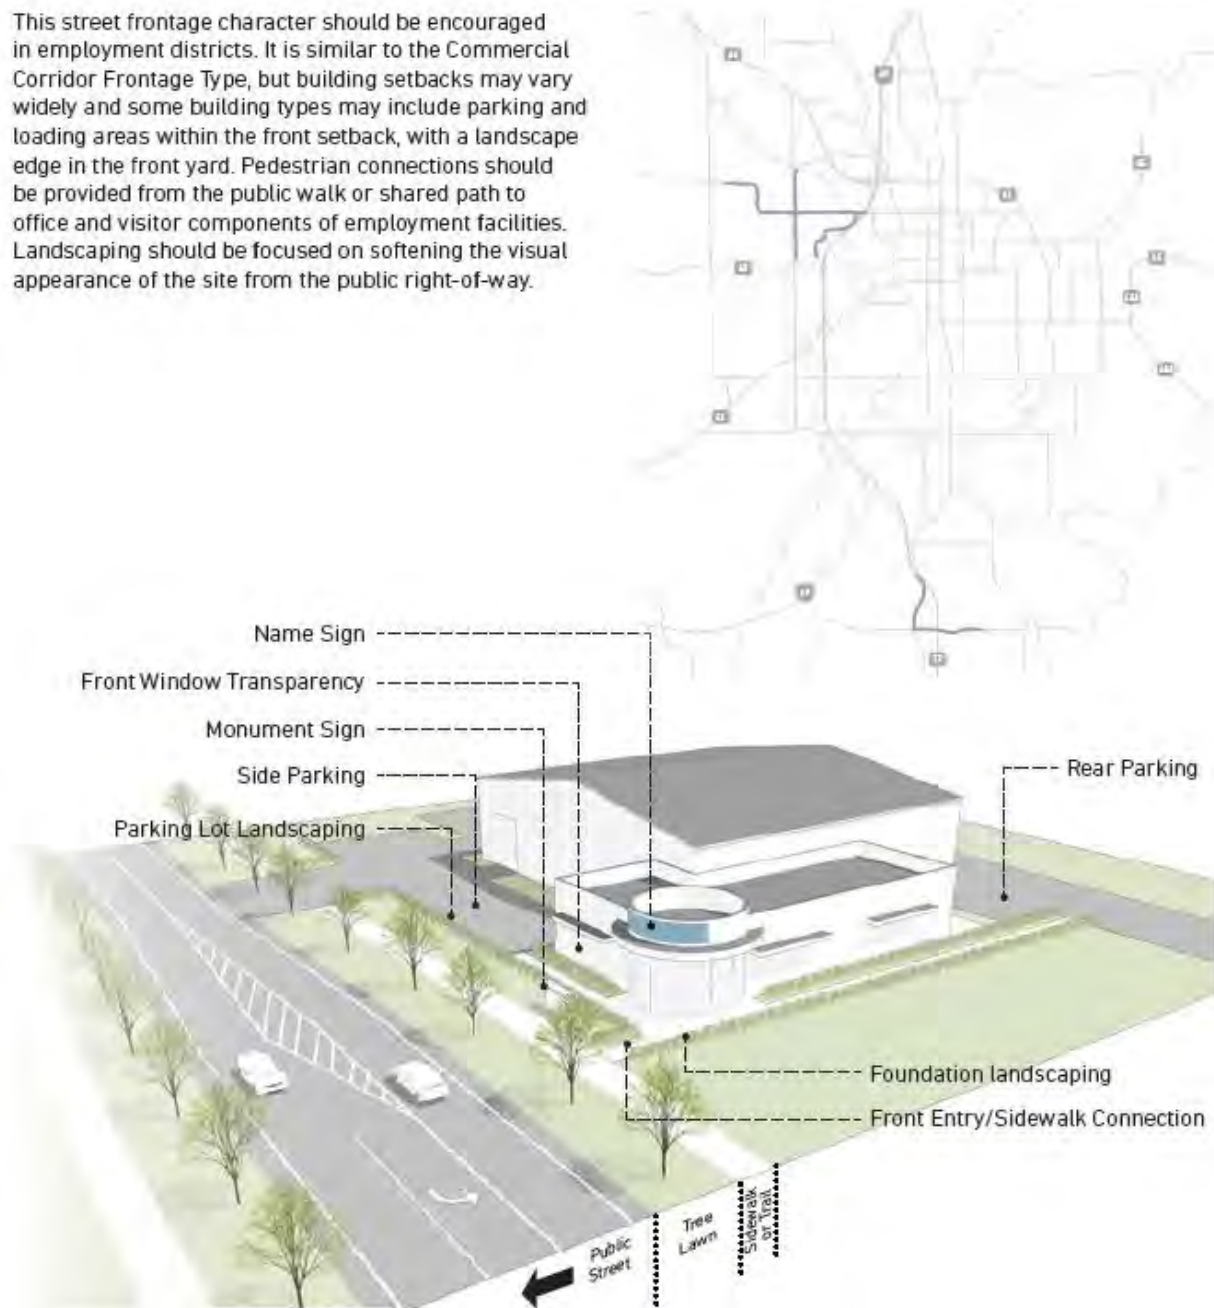 This street frontage character should be encouraged
in employment districts. It is similar to the Commercial
Corridor Frontage Type, but building setbacks may vary
widely and some building types may include parking and
loading areas within the front setback, with a landscape
edge in the front yard. Pedestrian connections should
be provided from the public walk or shared path to
office and visitor components of employment facilities.
Landscaping should be focused on softening the visual
appearance of the site from the public right-of-way.
Name Sign
Front Window Transparency
Monument Sign
Side Parking
Rear Parking
Parking Lot Landscaping
Foundation landscaping
Front Entry/Sidewalk Connection
Public
Street
Tree
Lawn
Sidewalk
or Trail